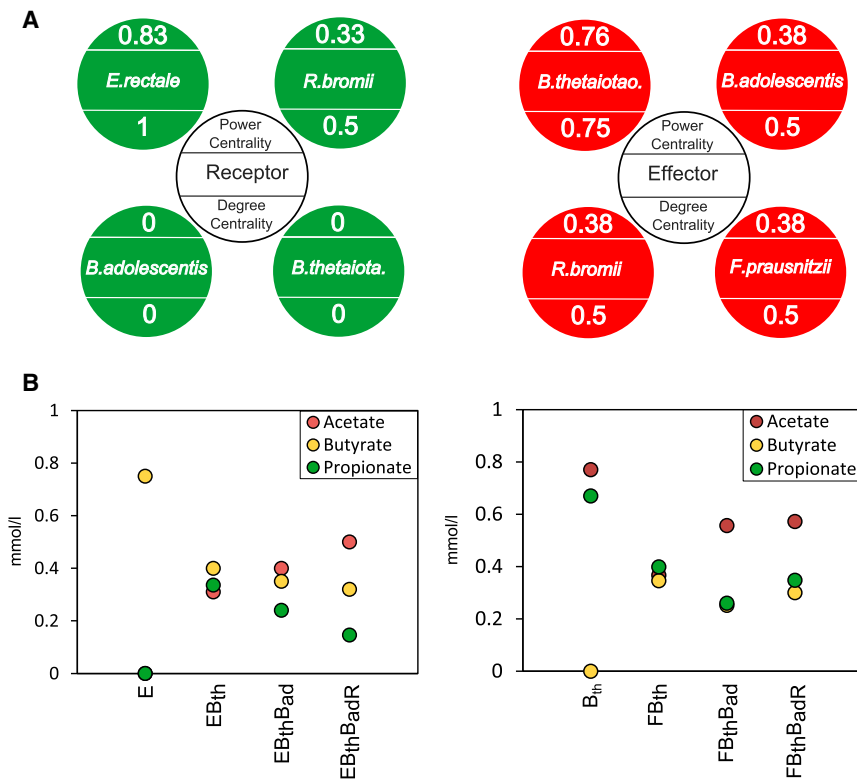 A
0.83
E.rectale
1
0.33
R.bromii
0.5
Power
Centrality
Receptor
Degree
Centrality
0
B.adolescentis
0
0
B.thetaiota.
0
0.76
B.thetaiotao.
0.75
0.38
B.adolescentis
0.5
Power
Centrality
Effector
Degree
Centrality
0.38
R.bromii
0.5
0.38
F.prausnitzii
0.5
B
1
0.8
0.6
0.4
0.2
0
mmol/l
Acetate
Butyrate
Propionate
E
EBth
EBthBad
EBthBadR
1
0.8
0.6
0.4
0.2
0
mmol/l
Acetate
Butyrate
Propionate
Bth
FBth
FBthBad
FBthBadR